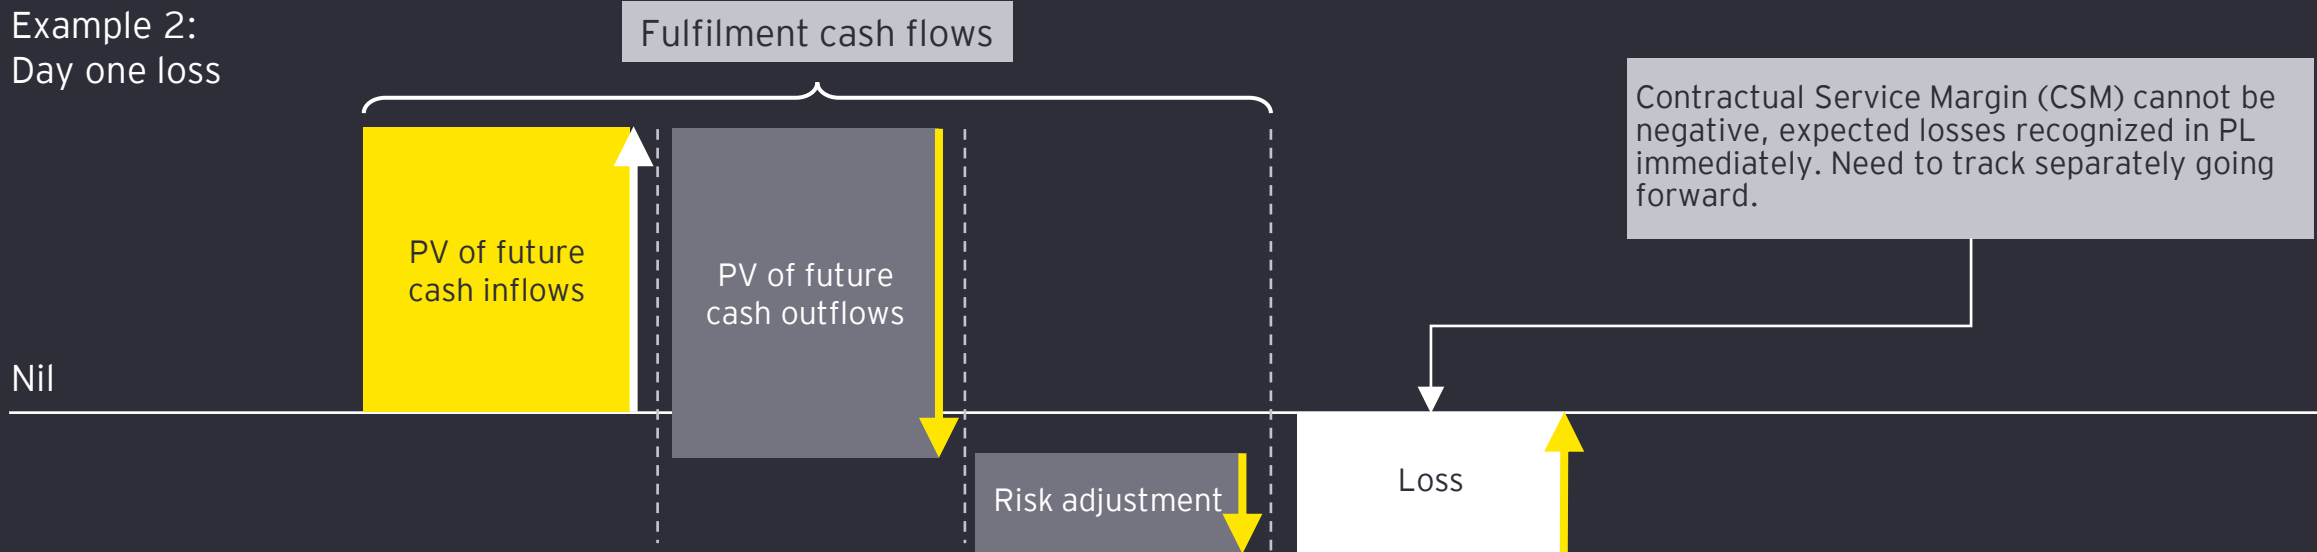 Example 2:
Day one loss
Fulfilment cash flows
Contractual Service Margin (CSM) cannot be
negative, expected losses recognized in PL
immediately. Need to track separately going
forward.
PV of future
cash inflows
PV of future
cash outflows
Nil
Risk adjustment
Loss